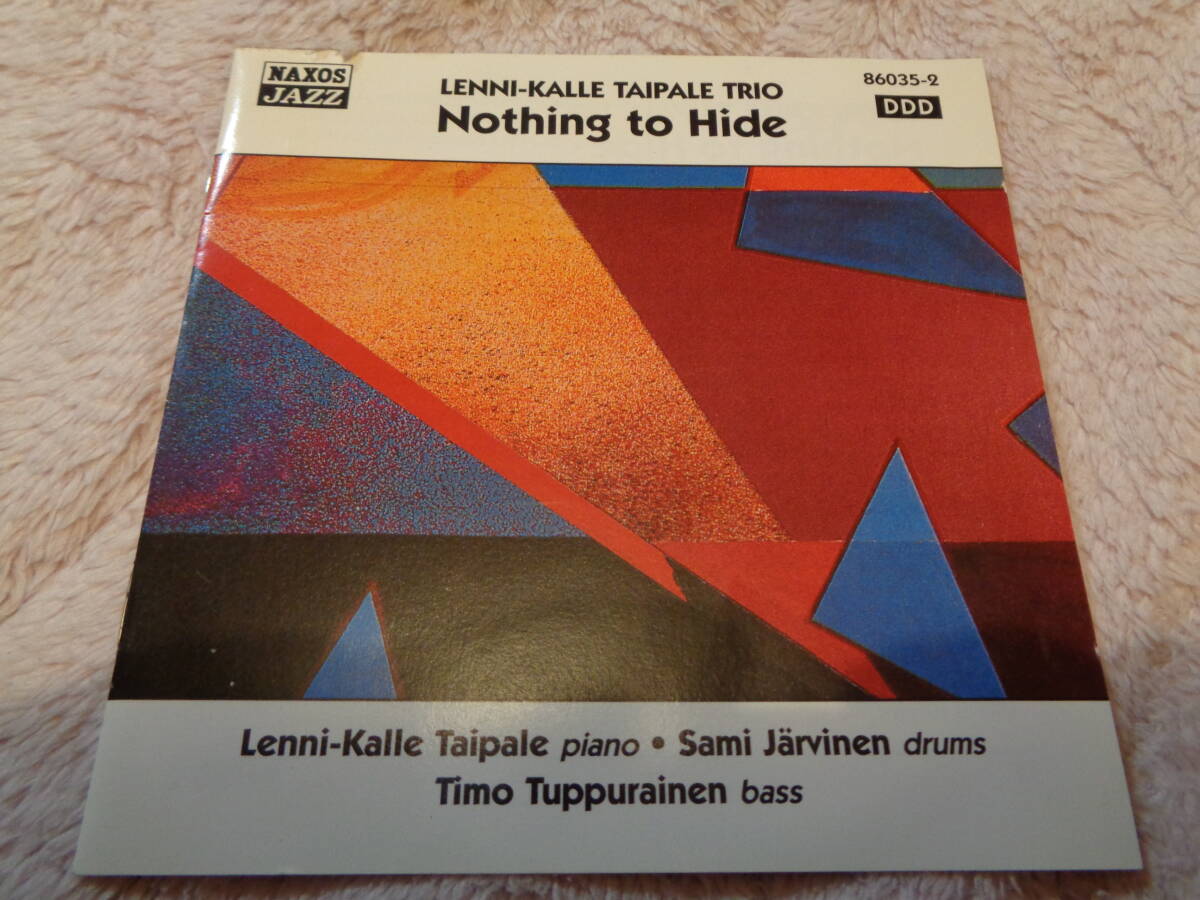 NAXOS
JAZZ
LENNI-KALLE TAIPALE TRIO
Nothing to Hide
86035-2
DDD
Lenni-Kalle Taipale piano • Sami Järvinen drums
Timo Tuppurainen bass